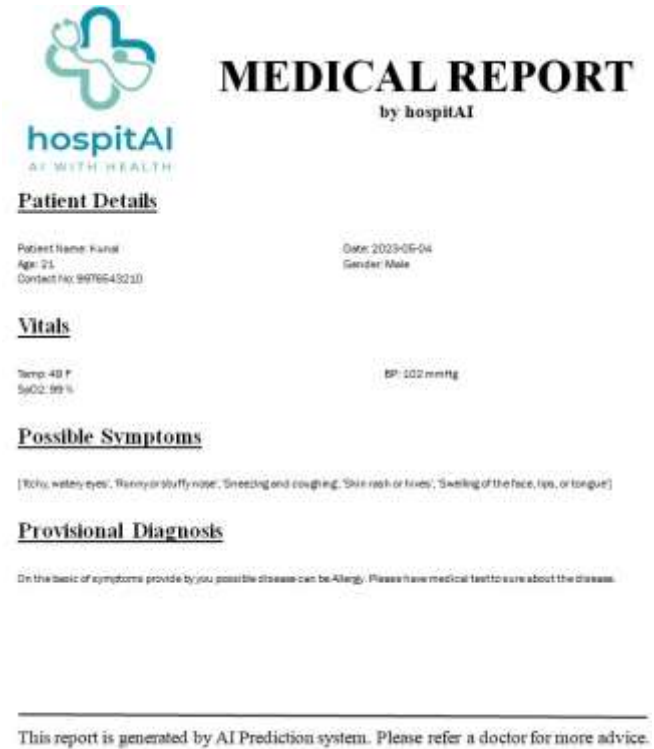 MEDICAL REPORT
by hospitAI
hospitAI
AI WITH HEALTH
Patient Details
Patient Name: Kunal
Date: 2023-05-04
Age: 21
Gender: Male
Contact No: 9976543210
Vitals
Temp: F
BP: 102 mmHg
SpO2: 99 %
Possible Symptoms
['Itchy, watery eyes', 'Runny or stuffy nose', 'Sneezing and coughing', 'Skin rash or hives', 'Swelling of the face, lips, or tongue']
Provisional Diagnosis
On the basic of symptoms provide by you possible disease can be Allergy. Please have medical test to sure about the disease.
This report is generated by AI Prediction system. Please refer a doctor for more advice.